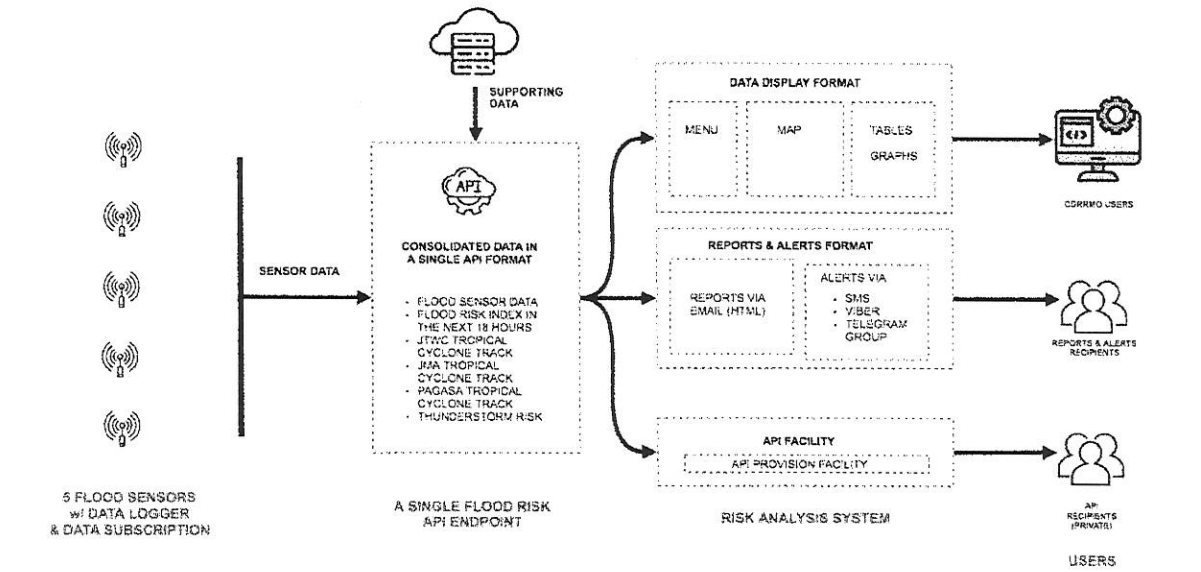 SUPPORTING
DATA
SENSOR DATA
5 FLOOD SENSORS
w/ DATA LOGGER
& DATA SUBSCRIPTION
API
CONSOLIDATED DATA IN
A SINGLE API FORMAT
- FLOOD SENSOR DATA
- FLOOD RISK INDEX IN
THE NEXT 18 HOURS
- JTWC TROPICAL
CYCLONE TRACK
- JMA TROPICAL
CYCLONE TRACK
- PAGASA TROPICAL
CYCLONE TRACK
- THUNDERSTORM RISK
A SINGLE FLOOD RISK
API ENDPOINT
DATA DISPLAY FORMAT
MENU
MAP
TABLES
GRAPHS
REPORTS & ALERTS FORMAT
REPORTS VIA
EMAIL (HTML)
ALERTS VIA
• SMS
• VIBER
• TELEGRAM
GROUP
API FACILITY
API PROVISION FACILITY
RISK ANALYSIS SYSTEM
</>
CDRRMO USERS
REPORTS & ALERTS
RECIPIENTS
API
RECIPIENTS
(PRIVATE)
USERS